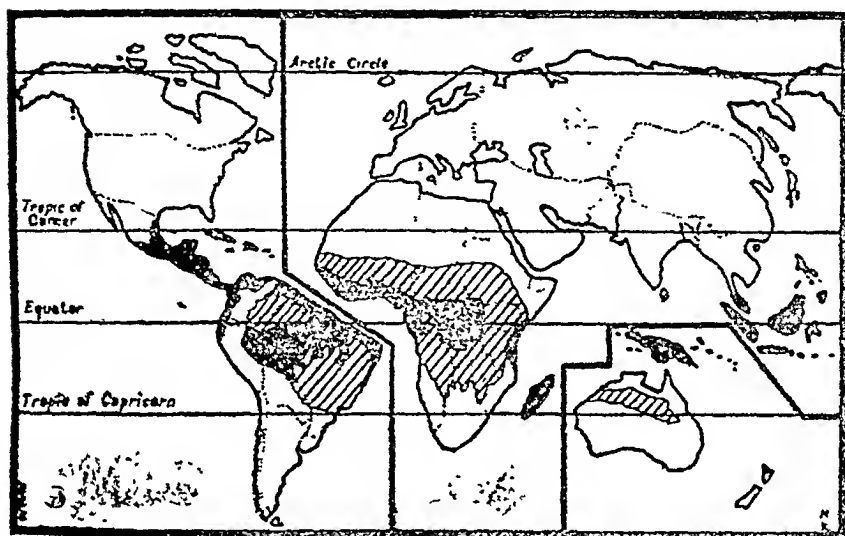 Arctic Circle
Tropic of
Cancer
Equator
Tropic of Capricorn